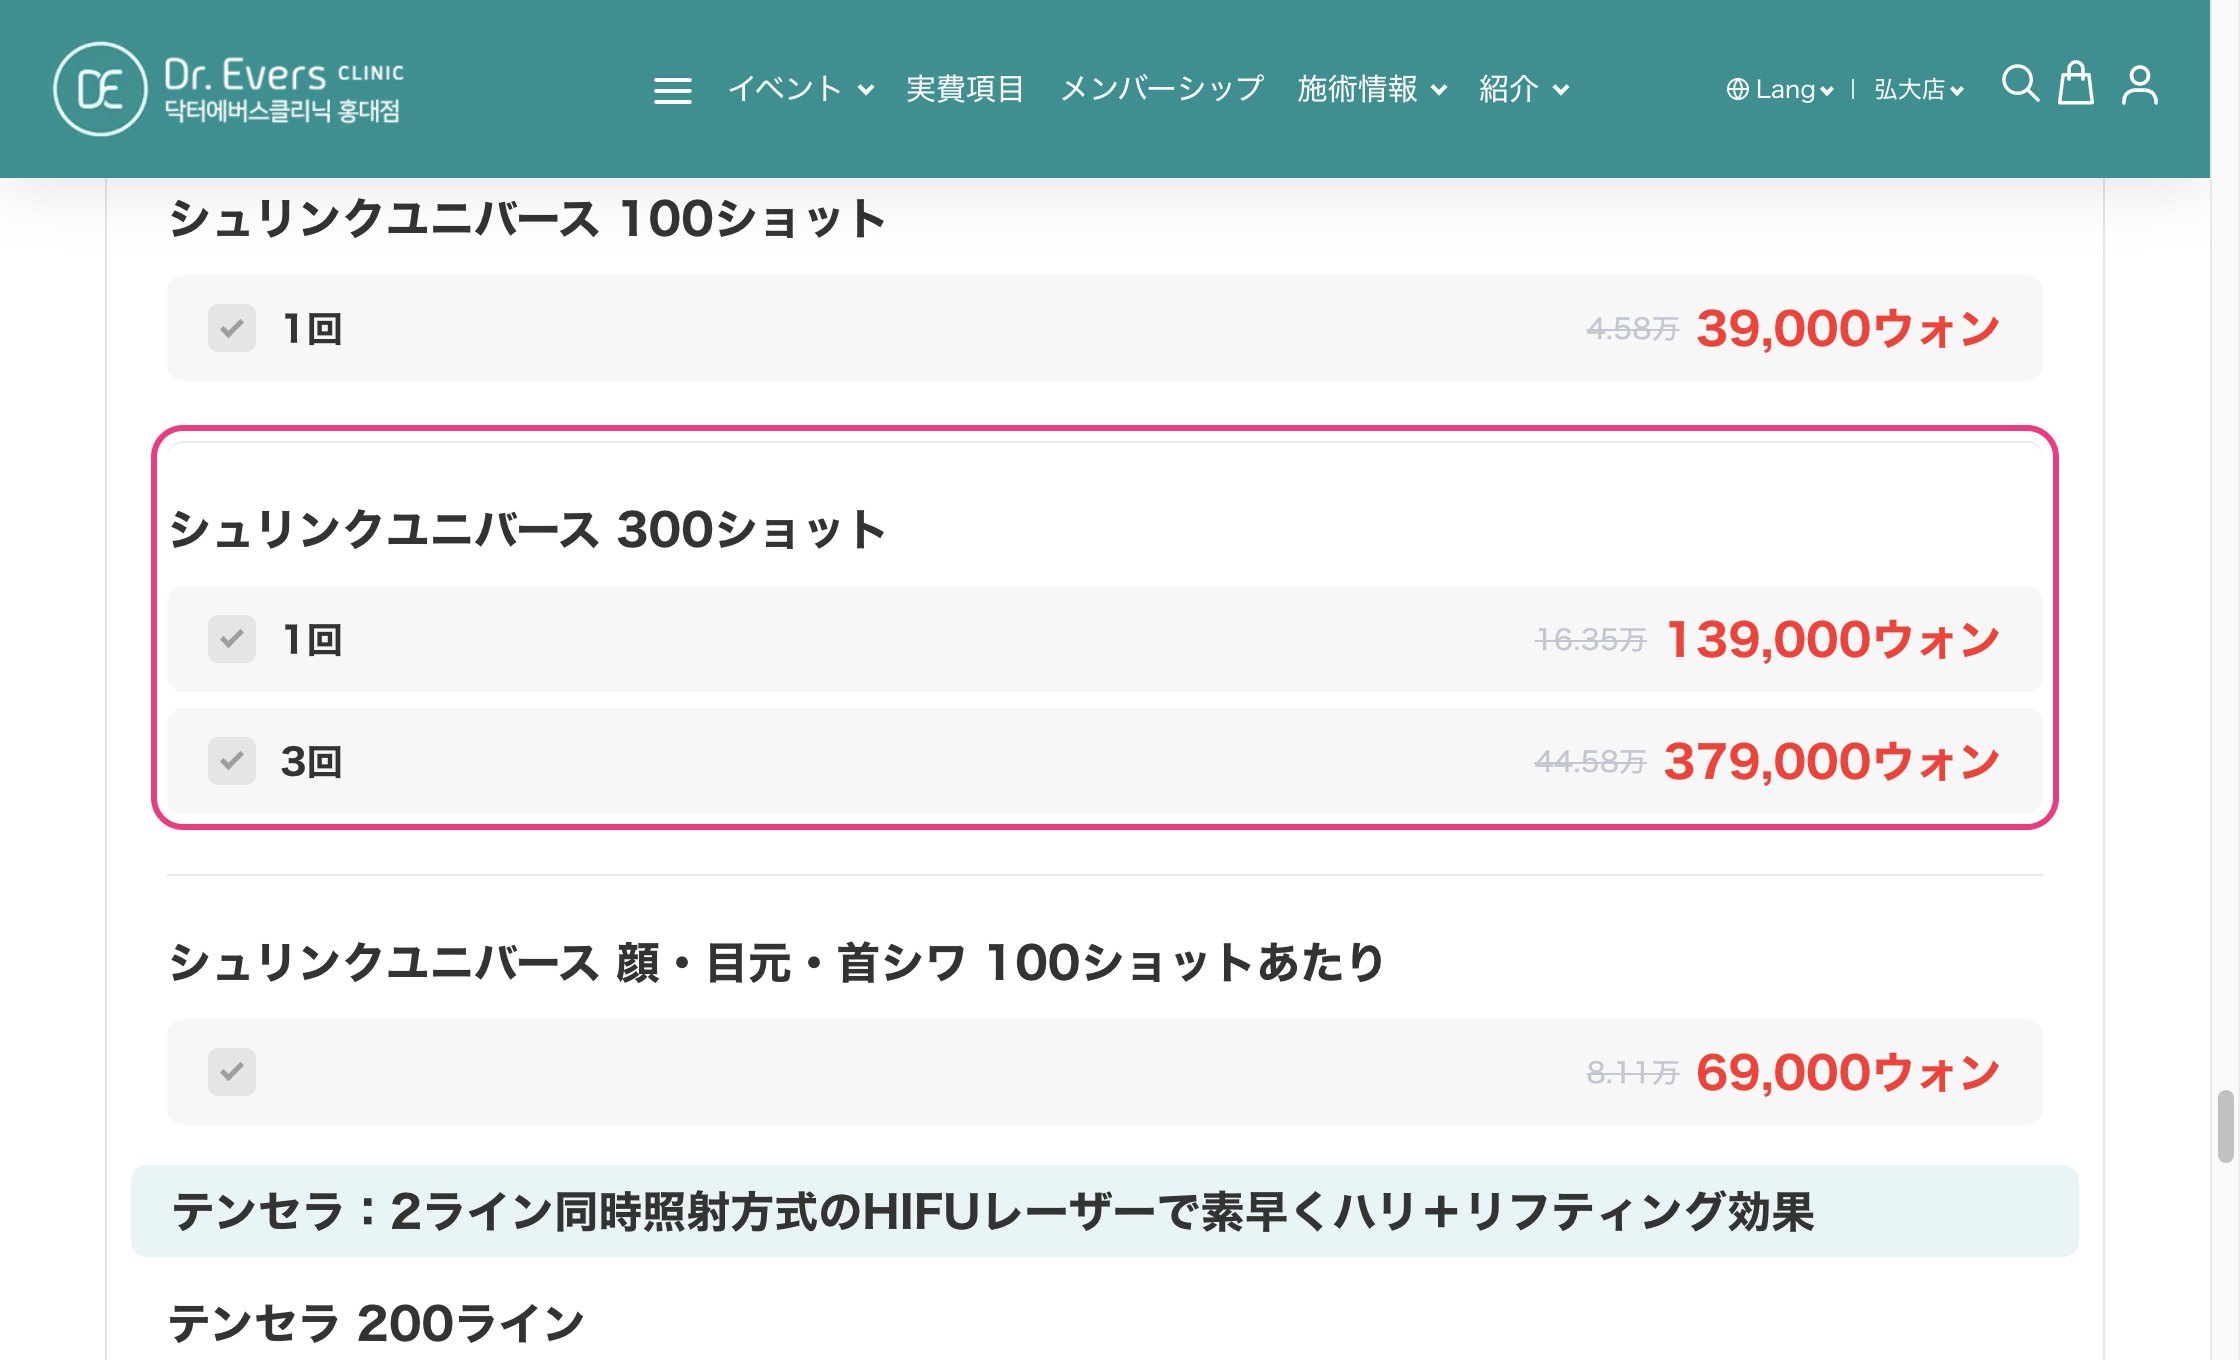 DE Dr. Evers CLINIC
닥터에버스클리닉 홍대점
イベント 実費項目 メンバーシップ 施術情報 紹介 Lang | 弘大店
シュリンクユニバース 100ショット
1回 4.58万 39,000ウォン
シュリンクユニバース 300ショット
1回 16.35万 139,000ウォン
3回 44.58万 379,000ウォン
シュリンクユニバース 顔・目元・首シワ 100ショットあたり
8.11万 69,000ウォン
テンセラ：2ライン同時照射方式のHIFUレーザーで素早くハリ＋リフティング効果
テンセラ 200ライン